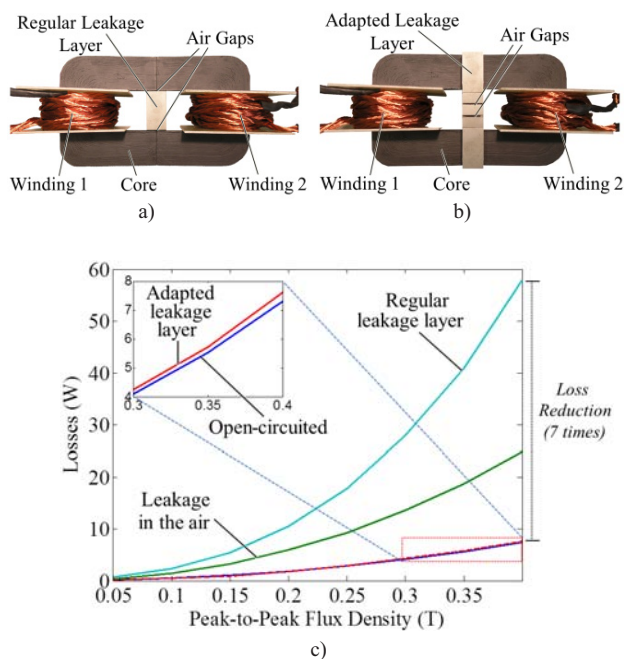 Regular Leakage
Layer
Air Gaps
Winding 1
Core
Winding 2
a)
Adapted Leakage
Layer
Air Gaps
Winding 1
Core
Winding 2
b)
60
50
40
30
20
10
0
Losses (W)
8
7
6
5
4
0.3
0.35
0.4
Adapted
leakage
layer
Open-circuited
Regular
leakage layer
Loss
Reduction
(7 times)
Leakage
in the air
0.05
0.1
0.15
0.2
0.25
0.3
0.35
Peak-to-Peak Flux Density (T)
c)